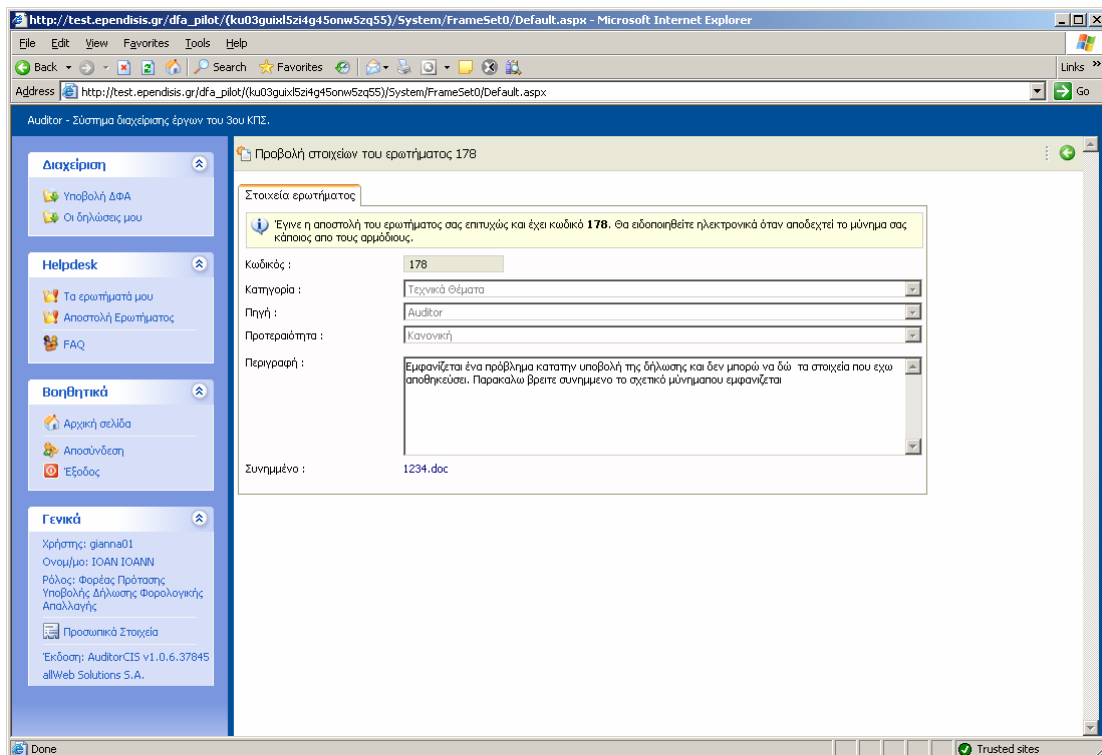 http://test.ependisis.gr/dfa_pilot/(ku03guixl5zi4g45onw5zq55)/System/FrameSet0/Default.aspx - Microsoft Internet Explorer
File Edit View Favorites Tools Help
Back Search Favorites Links »
Address http://test.ependisis.gr/dfa_pilot/(ku03guixl5zi4g45onw5zq55)/System/FrameSet0/Default.aspx Go
Auditor - Σύστημα διαχείρισης έργων του 3ου ΚΠΣ.
Διαχείριση
Υποβολή ΔΦΑ
Οι δηλώσεις μου
Helpdesk
Τα ερωτήματά μου
Αποστολή Ερωτήματος
FAQ
Βοηθητικά
Αρχική σελίδα
Αποσύνδεση
Έξοδος
Γενικά
Χρήστης: gianna01
Ονομ/μο: IOAN IOANN
Ρόλος: Φορέας Πρότασης
Υποβολής Δήλωσης Φορολογικής
Απαλλαγής
Προσωπικά Στοιχεία
Έκδοση: AuditorCIS v1.0.6.37845
allWeb Solutions S.A.
Προβολή στοιχείων του ερωτήματος 178
Στοιχεία ερωτήματος
Έγινε η αποστολή του ερωτήματος σας επιτυχώς και έχει κωδικό 178. Θα ειδοποιηθείτε ηλεκτρονικά όταν αποδεχτεί το μύνημα σας
κάποιος απο τους αρμόδιους.
Κωδικός : 178
Κατηγορία : Τεχνικά Θέματα
Πηγή : Auditor
Προτεραιότητα : Κανονική
Περιγραφή : Εμφανίζεται ένα πρόβλημα κατατην υποβολή της δήλωσης και δεν μπορώ να δώ τα στοιχεία που εχω
αποθηκεύσει. Παρακαλω βρειτε συνημμενο το σχετικό μύνημαπου εμφανιζεται
Συνημμένο : 1234.doc
Done Trusted sites